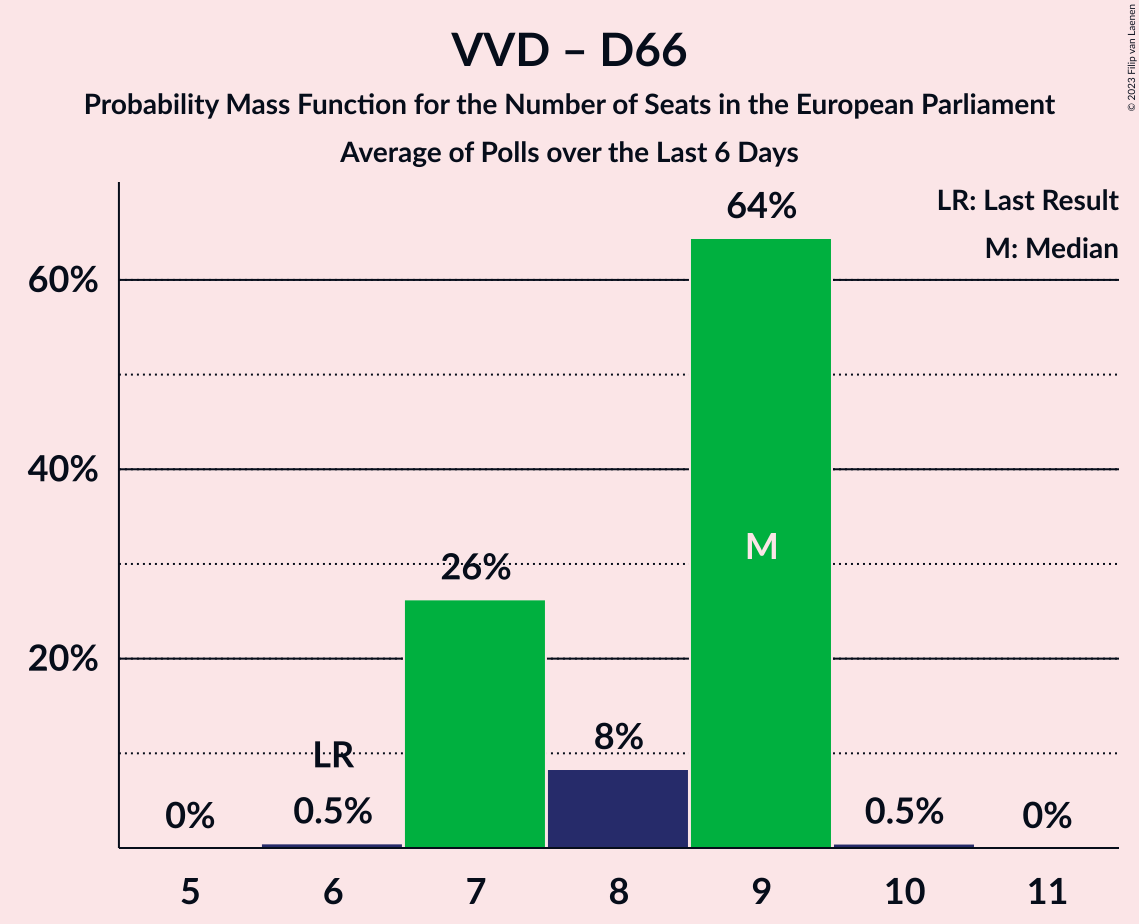 VVD – D66
Probability Mass Function for the Number of Seats in the European Parliament
Average of Polls over the Last 6 Days
© 2023 Filip van Laenen
LR: Last Result
M: Median
60%
40%
20%
0%
LR
0.5%
26%
8%
64%
M
0.5%
0%
5 6 7 8 9 10 11